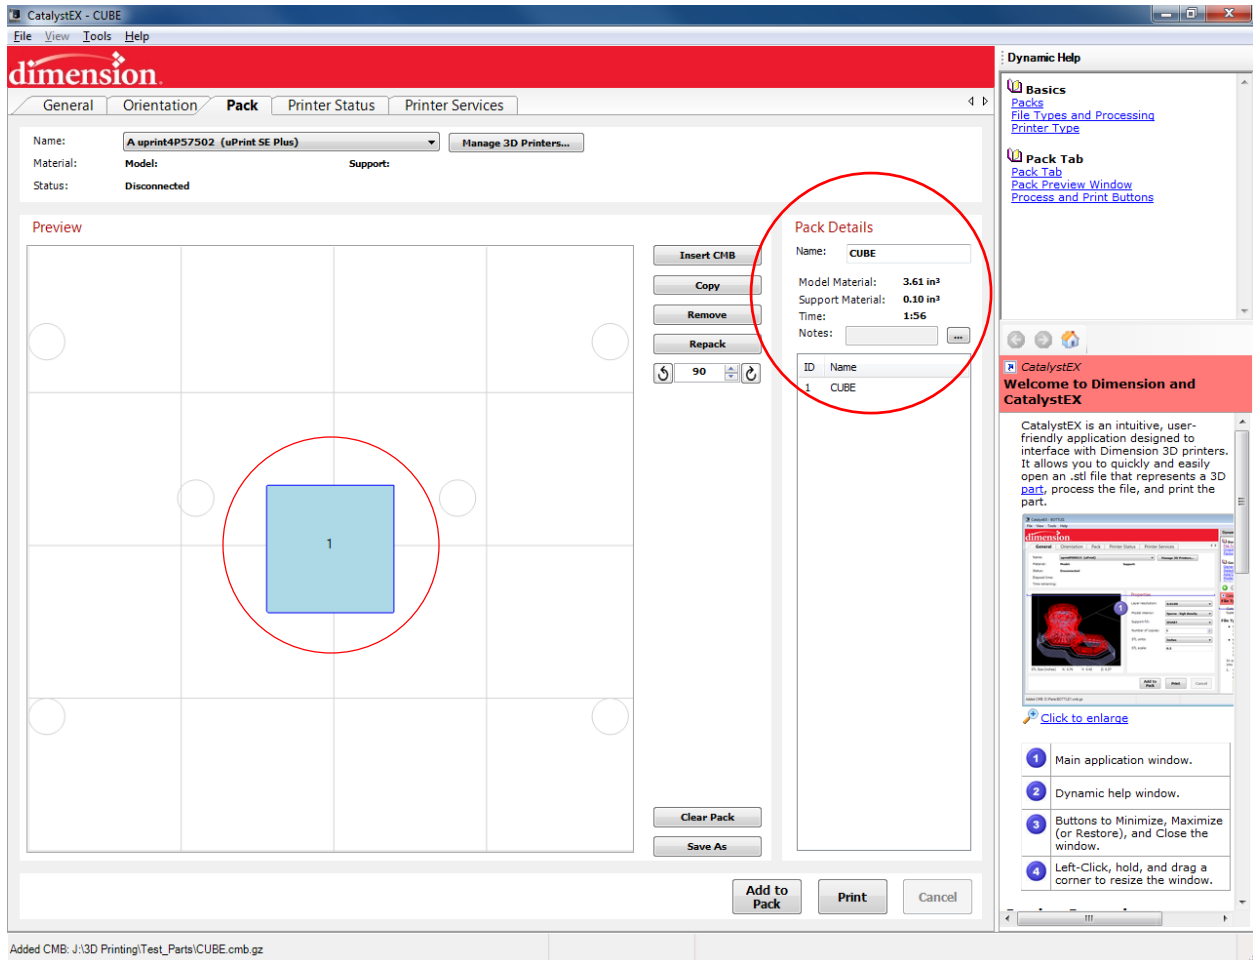 CatalystEX - CUBE
File View Tools Help
dimension
General Orientation Pack Printer Status Printer Services
Name: A uprint4P57502 (uPrint SE Plus) Manage 3D Printers...
Material: Model: Support:
Status: Disconnected
Preview
1
Insert CMB
Copy
Remove
Repack
90
Clear Pack
Save As
Pack Details
Name: CUBE
Model Material: 3.61 in³
Support Material: 0.10 in³
Time: 1:56
Notes: ...
ID Name
1 CUBE
Add to
Pack
Print
Cancel
Added CMB: J:\3D Printing\Test_Parts\CUBE.cmb.gz
Dynamic Help
Basics
Packs
File Types and Processing
Printer Type
Pack Tab
Pack Tab
Pack Preview Window
Process and Print Buttons
CatalystEX
Welcome to Dimension and
CatalystEX
CatalystEX is an intuitive, user-
friendly application designed to
interface with Dimension 3D printers.
It allows you to quickly and easily
open an .stl file that represents a 3D
part, process the file, and print the
part.
dimension
Click to enlarge
1 Main application window.
2 Dynamic help window.
3 Buttons to Minimize, Maximize
(or Restore), and Close the
window.
4 Left-Click, hold, and drag a
corner to resize the window.